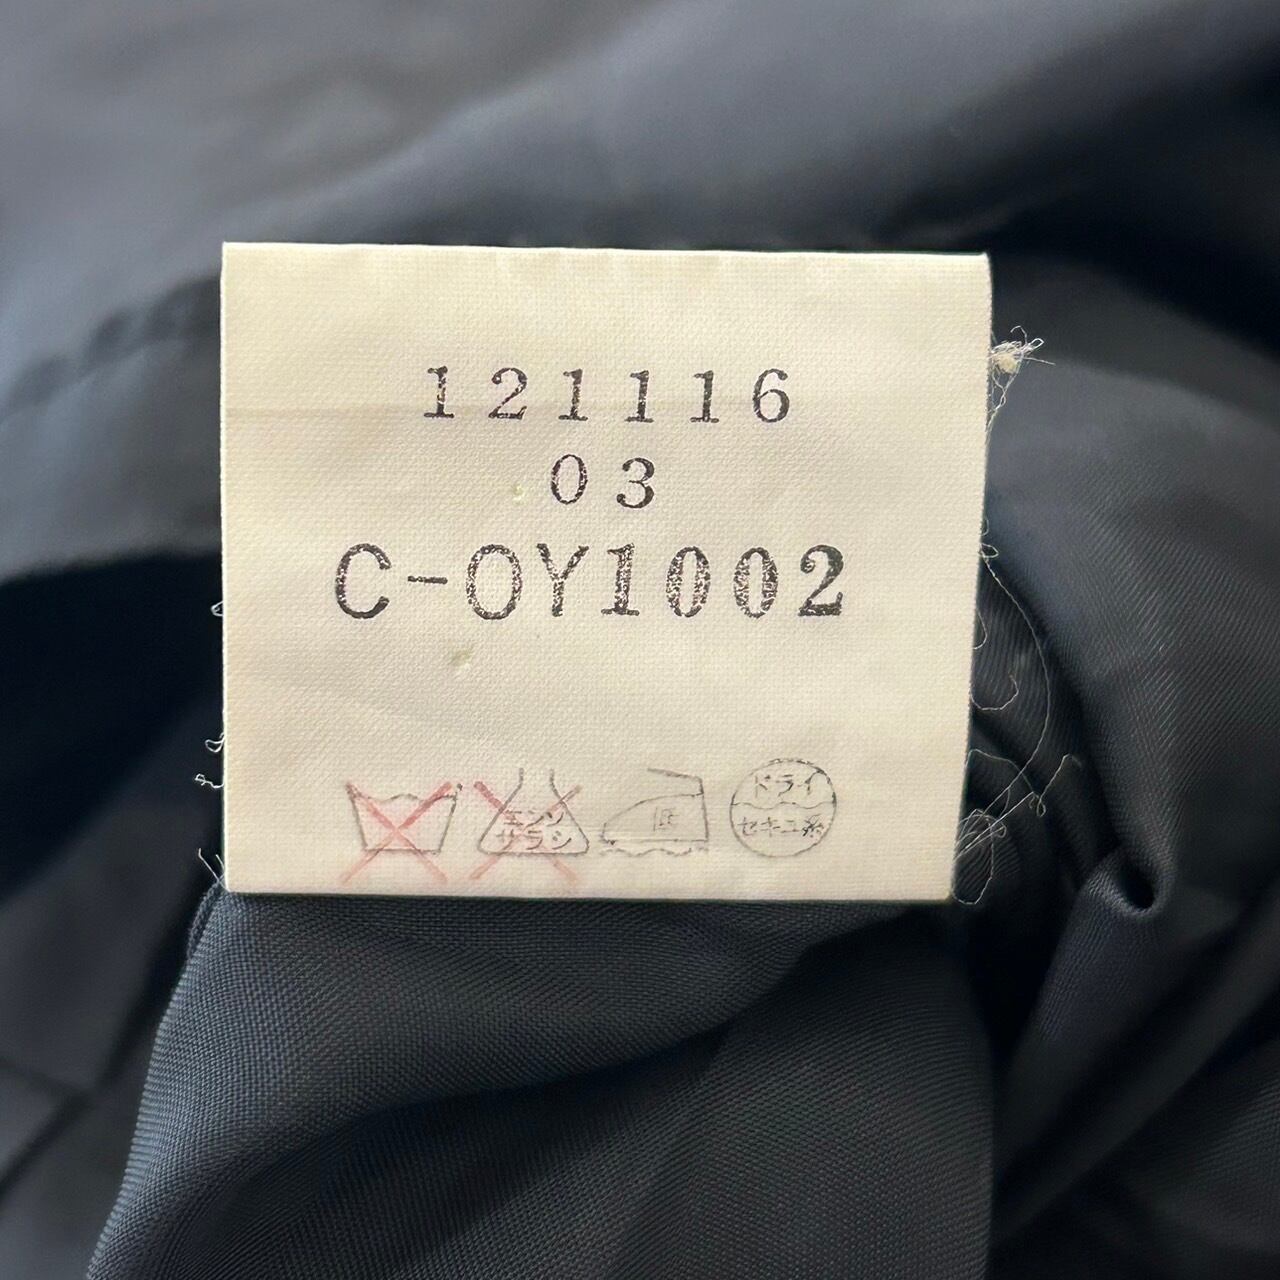 121116
03
C-OY1002
エンソ
サラシ
低
ドライ
セキユ系